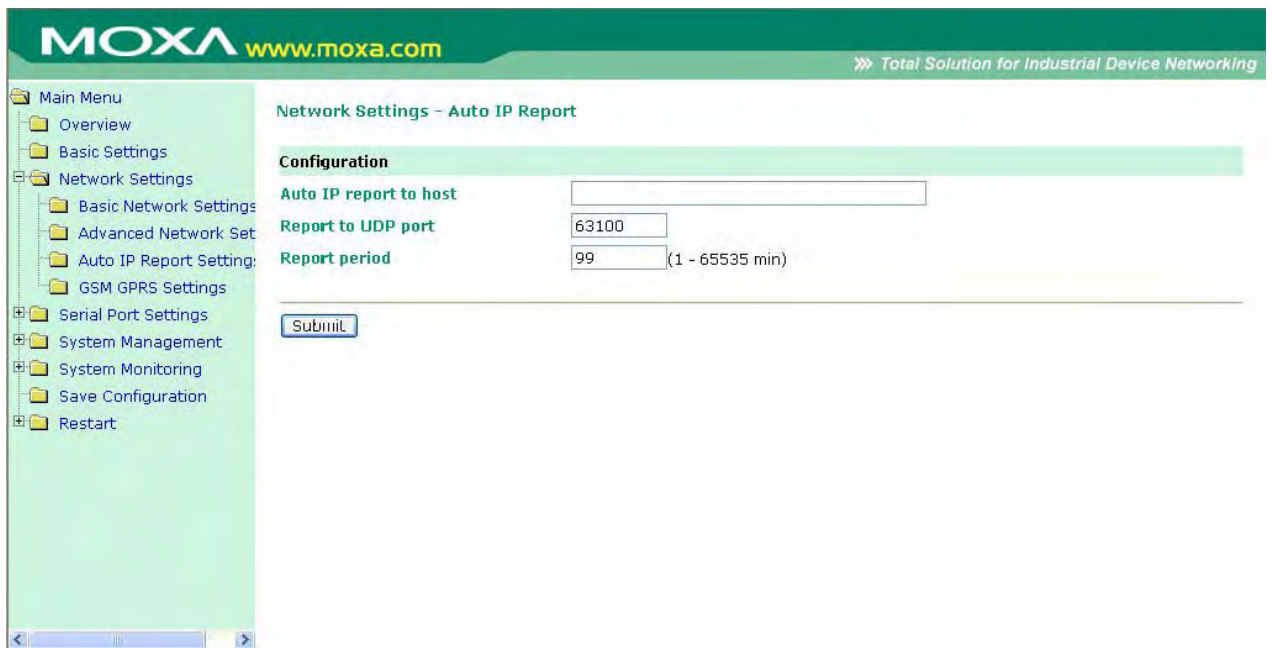 MOXA www.moxa.com
Total Solution for Industrial Device Networking
Main Menu
Overview
Basic Settings
Network Settings
Basic Network Settings
Advanced Network Set
Auto IP Report Setting
GSM GPRS Settings
Serial Port Settings
System Management
System Monitoring
Save Configuration
Restart
Network Settings - Auto IP Report
Configuration
Auto IP report to host
Report to UDP port 63100
Report period 99 (1 - 65535 min)
Submit